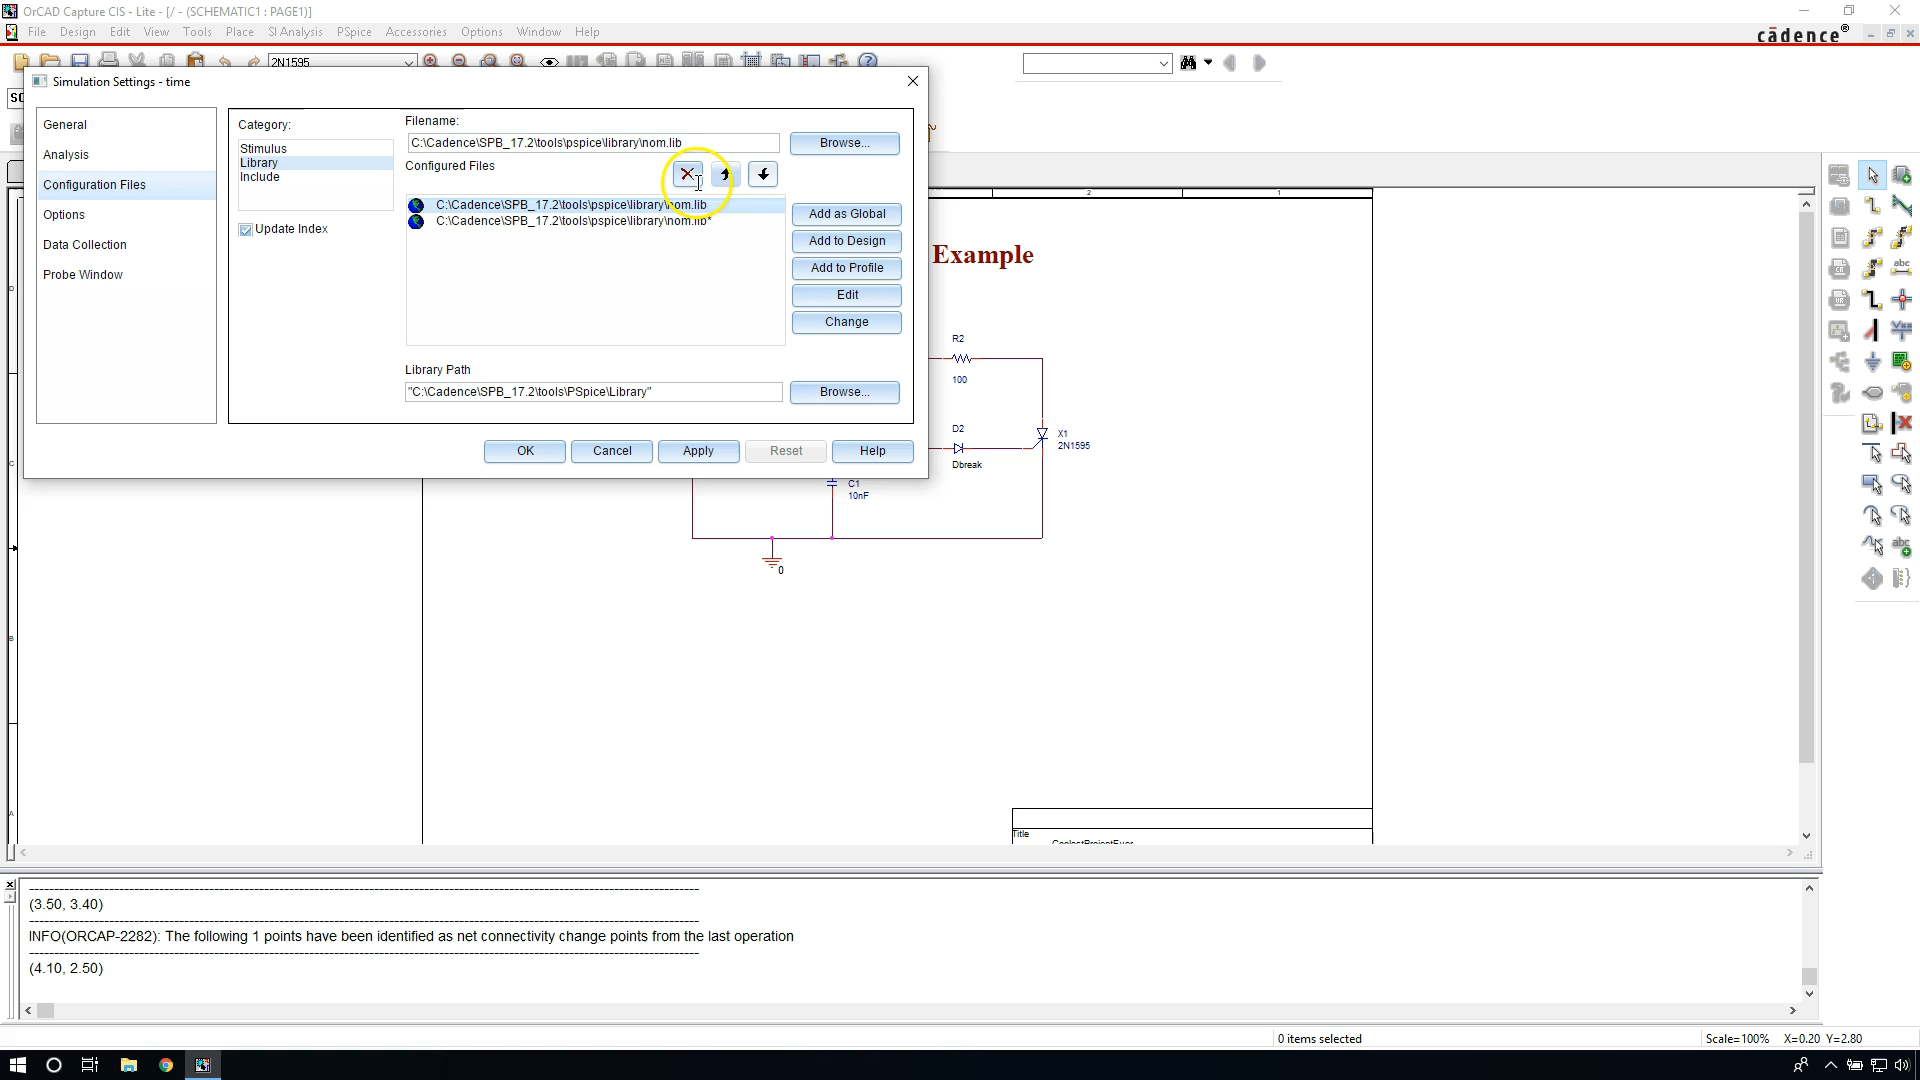 OrCAD Capture CIS - Lite - [/ - (SCHEMATIC1 : PAGE1)]
File Design Edit View Tools Place SI Analysis PSpice Accessories Options Window Help
cādence®
2N1595
Simulation Settings - time
General
Analysis
Configuration Files
Options
Data Collection
Probe Window
Category:
Stimulus
Library
Include
Update Index
Filename:
C:\Cadence\SPB_17.2\tools\pspice\library\nom.lib
Browse...
Configured Files
C:\Cadence\SPB_17.2\tools\pspice\library\nom.lib
C:\Cadence\SPB_17.2\tools\pspice\library\nom.lib*
Add as Global
Add to Design
Add to Profile
Edit
Change
Library Path
"C:\Cadence\SPB_17.2\tools\PSpice\Library"
Browse...
OK Cancel Apply Reset Help
2 1
Example
R2
100
D2
Dbreak
X1
2N1595
C1
10nF
0
D
C
B
A
Title
CoolestProjectEver
(3.50, 3.40)
INFO(ORCAP-2282): The following 1 points have been identified as net connectivity change points from the last operation
(4.10, 2.50)
0 items selected
Scale=100% X=0.20 Y=2.80